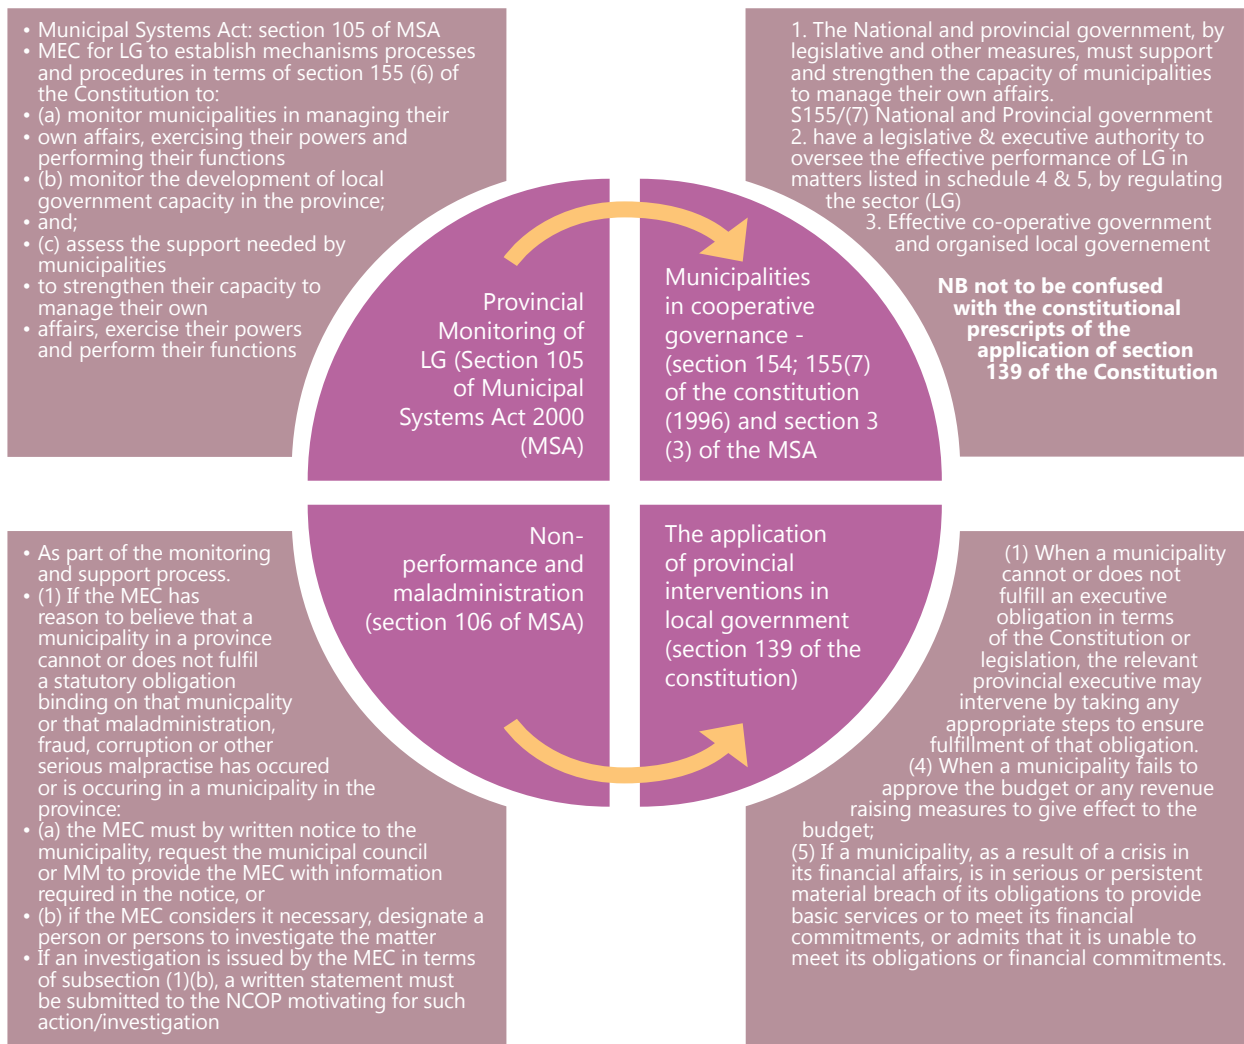 • Municipal Systems Act: section 105 of MSA
• MEC for LG to establish mechanisms processes
and procedures in terms of section 155 (6) of
the Constitution to:
• (a) monitor municipalities in managing their
• own affairs, exercising their powers and
performing their functions
• (b) monitor the development of local
government capacity in the province;
• and;
• (c) assess the support needed by
municipalities
• to strengthen their capacity to
manage their own
• affairs, exercise their powers
and perform their functions
1. The National and provincial government, by
legislative and other measures, must support
and strengthen the capacity of municipalities
to manage their own affairs.
S155/(7) National and Provincial government
2. have a legislative & executive authority to
oversee the effective performance of LG in
matters listed in schedule 4 & 5, by regulating
the sector (LG)
3. Effective co-operative government
and organised local governement
NB not to be confused
with the constitutional
prescripts of the
application of section
139 of the Constitution
Provincial
Monitoring of
LG (Section 105
of Municipal
Systems Act 2000
(MSA)
Municipalities
in cooperative
governance -
(section 154; 155(7)
of the constitution
(1996) and section 3
(3) of the MSA
Non-
performance and
maladministration
(section 106 of MSA)
The application
of provincial
interventions in
local government
(section 139 of the
constitution)
• As part of the monitoring
and support process.
• (1) If the MEC has
reason to believe that a
municipality in a province
cannot or does not fulfil
a statutory obligation
binding on that municpality
or that maladministration,
fraud, corruption or other
serious malpractise has occured
or is occuring in a municipality in the
province:
• (a) the MEC must by written notice to the
municipality, request the municipal council
or MM to provide the MEC with information
required in the notice, or
• (b) if the MEC considers it necessary, designate a
person or persons to investigate the matter
• If an investigation is issued by the MEC in terms
of subsection (1)(b), a written statement must
be submitted to the NCOP motivating for such
action/investigation
(1) When a municipality
cannot or does not
fulfill an executive
obligation in terms
of the Constitution or
legislation, the relevant
provincial executive may
intervene by taking any
appropriate steps to ensure
fulfillment of that obligation.
(4) When a municipality fails to
approve the budget or any revenue
raising measures to give effect to the
budget;
(5) If a municipality, as a result of a crisis in
its financial affairs, is in serious or persistent
material breach of its obligations to provide
basic services or to meet its financial
commitments, or admits that it is unable to
meet its obligations or financial commitments.